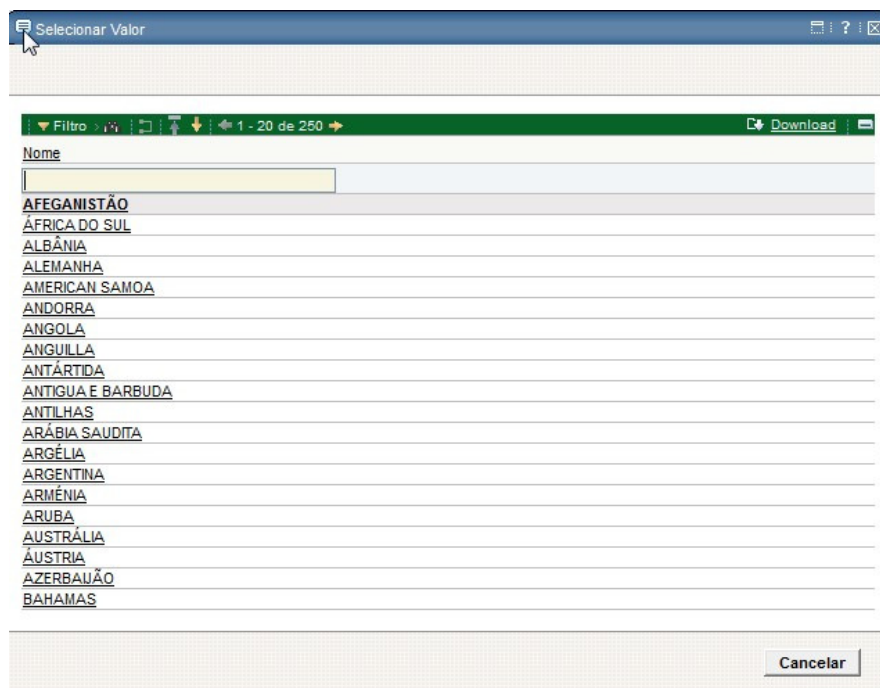 Selecionar Valor ?
Filtro 1 - 20 de 250 Download
Nome
AFEGANISTÃO
ÁFRICA DO SUL
ALBÂNIA
ALEMANHA
AMERICAN SAMOA
ANDORRA
ANGOLA
ANGUILLA
ANTÁRTIDA
ANTIGUA E BARBUDA
ANTILHAS
ARÁBIA SAUDITA
ARGÉLIA
ARGENTINA
ARMÉNIA
ARUBA
AUSTRÁLIA
ÁUSTRIA
AZERBAIJÃO
BAHAMAS
Cancelar